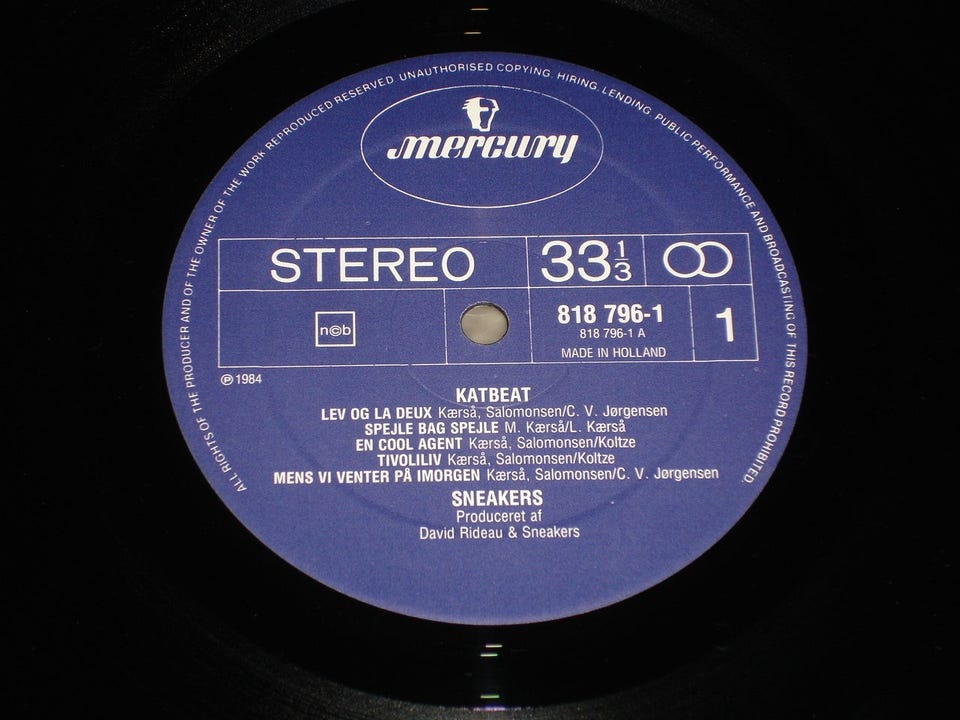 ALL RIGHTS OF THE PRODUCER AND OF THE OWNER OF THE WORK REPRODUCED RESERVED. UNAUTHORISED COPYING. HIRING, LENDING, PUBLIC PERFORMANCE AND BROADCASTING OF THIS RECORD PROHIBITED.
mercury
STEREO
33 1/3
n©b
818 796-1
818 796-1 A
MADE IN HOLLAND
1
℗ 1984
KATBEAT
LEV OG LA DEUX Kærså, Salomonsen/C. V. Jørgensen
SPEJLE BAG SPEJLE M. Kærså/L. Kærså
EN COOL AGENT Kærså, Salomonsen/Koltze
TIVOLILIV Kærså, Salomonsen/Koltze
MENS VI VENTER PÅ IMORGEN Kærså, Salomonsen/C. V. Jørgensen
SNEAKERS
Produceret af
David Rideau & Sneakers